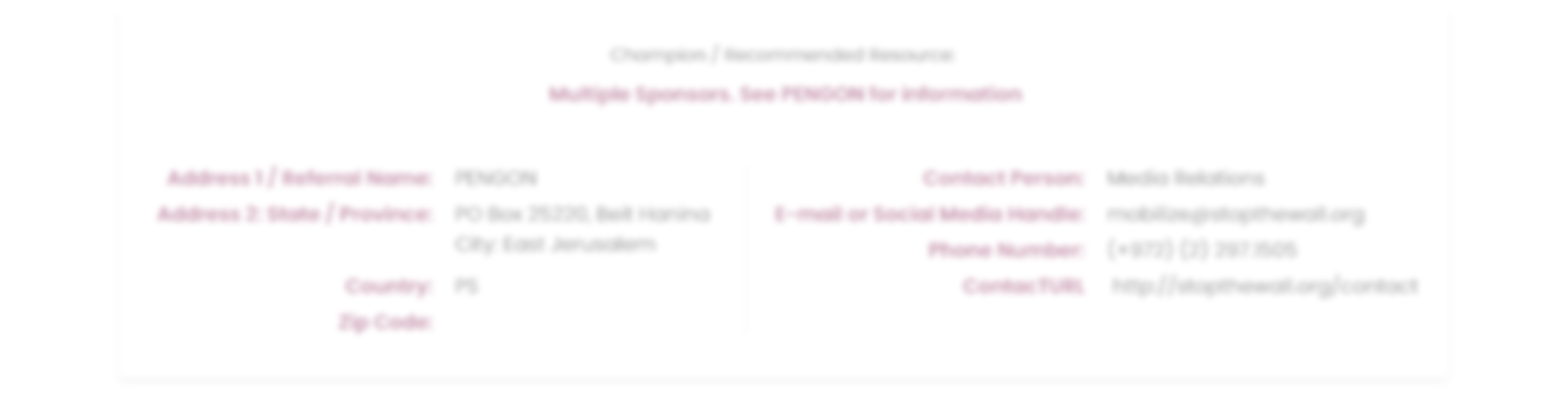 Champion / Recommended Resource:
Multiple Sponsors. See PENGON for information
Address 1 / Referral Name: PENGON
Address 2: State / Province: PO Box 25220, Beit Hanina
City: East Jerusalem
Country: PS
Zip Code:
Contact Person: Media Relations
E-mail or Social Media Handle: mobilize@stopthewall.org
Phone Number: (+972) (2) 297.1505
ContacTURL http://stopthewall.org/contact